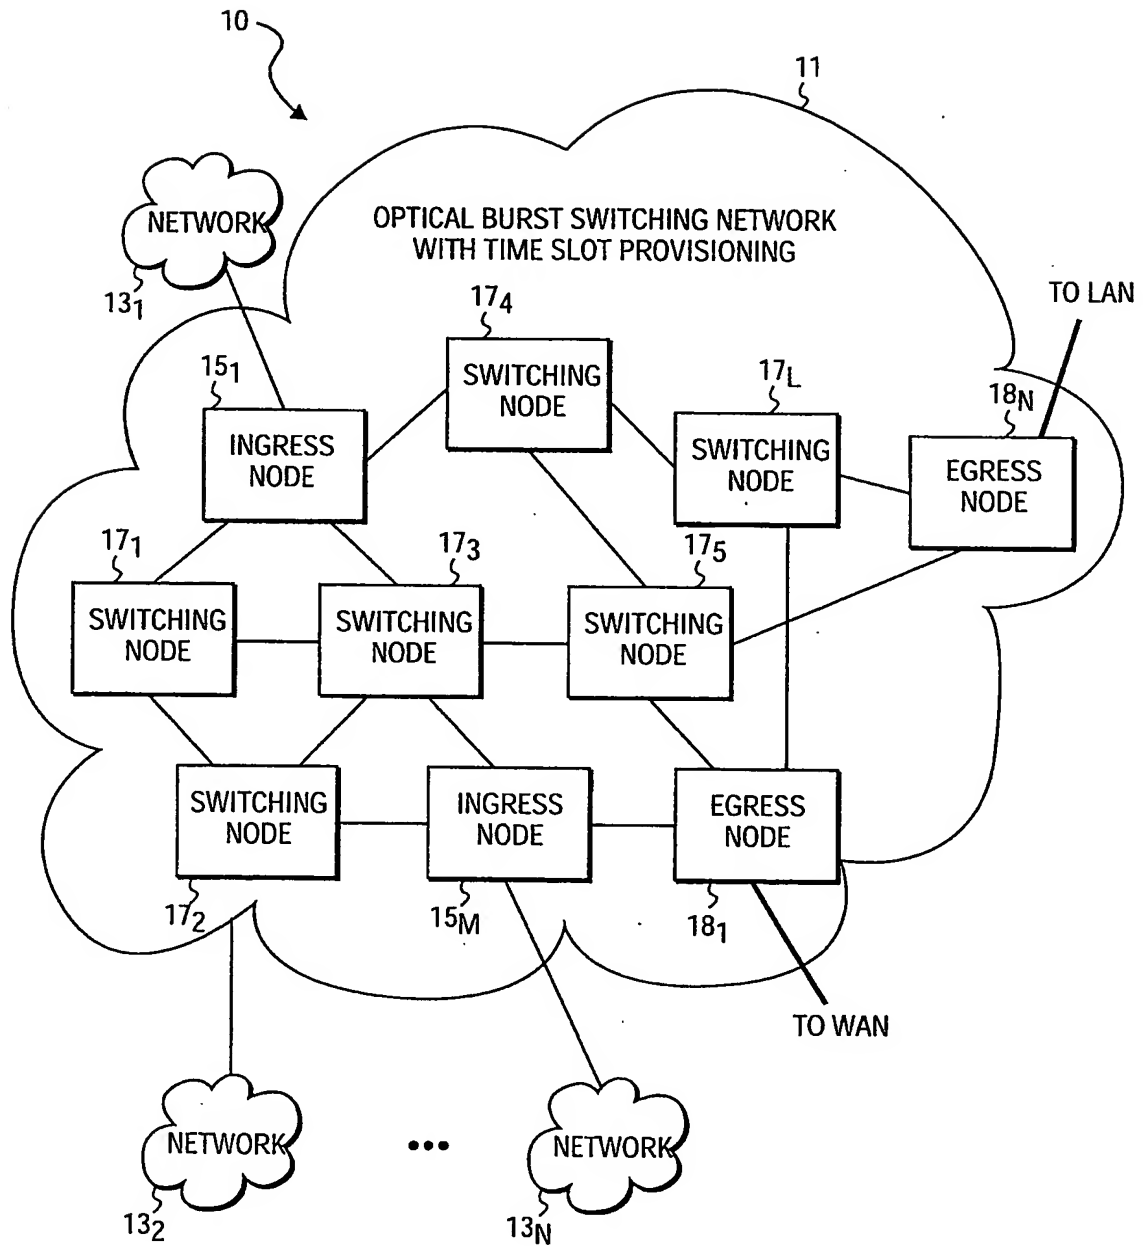 10
11
NETWORK
13₁
OPTICAL BURST SWITCHING NETWORK
WITH TIME SLOT PROVISIONING
TO LAN
17₄
SWITCHING
NODE
15₁
INGRESS
NODE
17L
SWITCHING
NODE
18N
EGRESS
NODE
17₁
SWITCHING
NODE
17₃
SWITCHING
NODE
17₅
SWITCHING
NODE
SWITCHING
NODE
17₂
INGRESS
NODE
15M
EGRESS
NODE
18₁
TO WAN
NETWORK
13₂
•••
NETWORK
13N